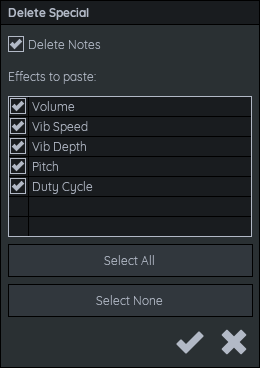 Delete Special
Delete Notes
Effects to paste:
Volume
Vib Speed
Vib Depth
Pitch
Duty Cycle
Select All
Select None